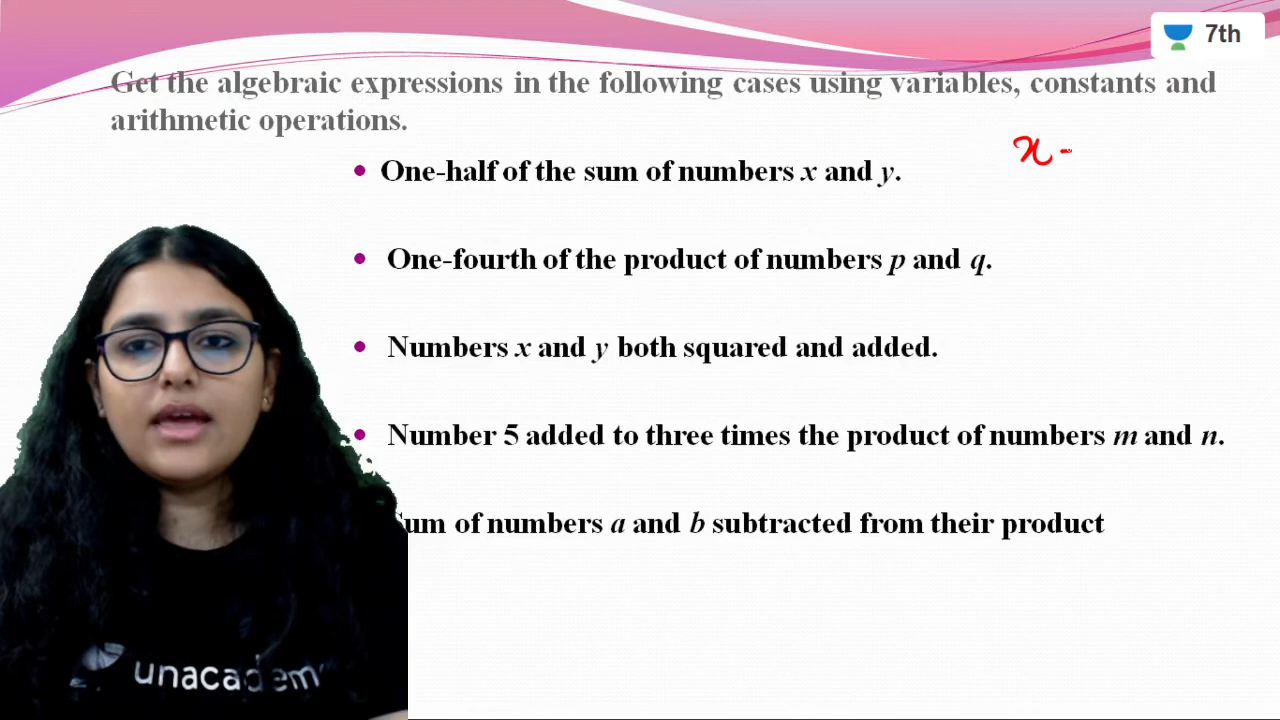 7th
Get the algebraic expressions in the following cases using variables, constants and
arithmetic operations.
x -
• One-half of the sum of numbers x and y.
• One-fourth of the product of numbers p and q.
• Numbers x and y both squared and added.
• Number 5 added to three times the product of numbers m and n.
Sum of numbers a and b subtracted from their product
unacadem